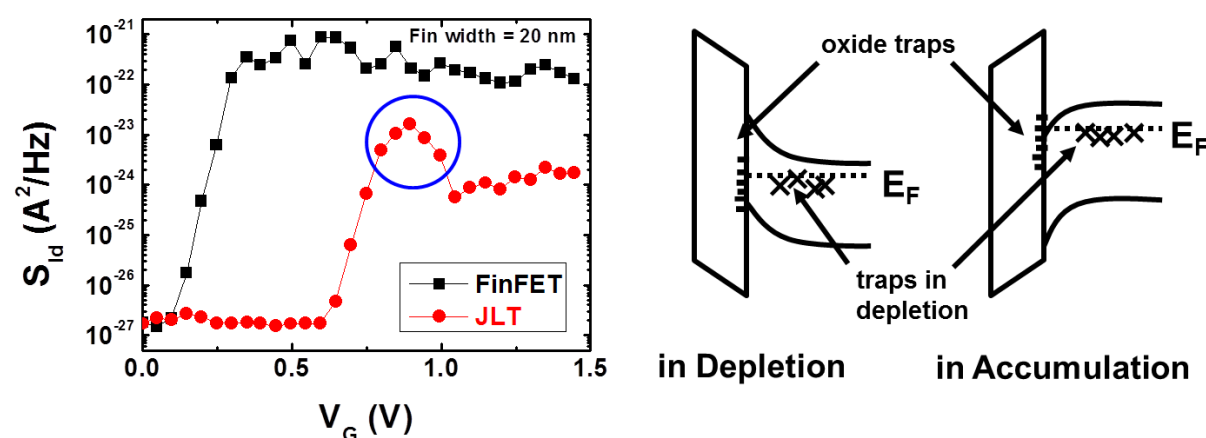 S_Id (A^2/Hz)
10^-21
10^-22
10^-23
10^-24
10^-25
10^-26
10^-27
Fin width = 20 nm
FinFET
JLT
0.0 0.5 1.0 1.5
V_G (V)
oxide traps
E_F
E_F
traps in
depletion
in Depletion
in Accumulation